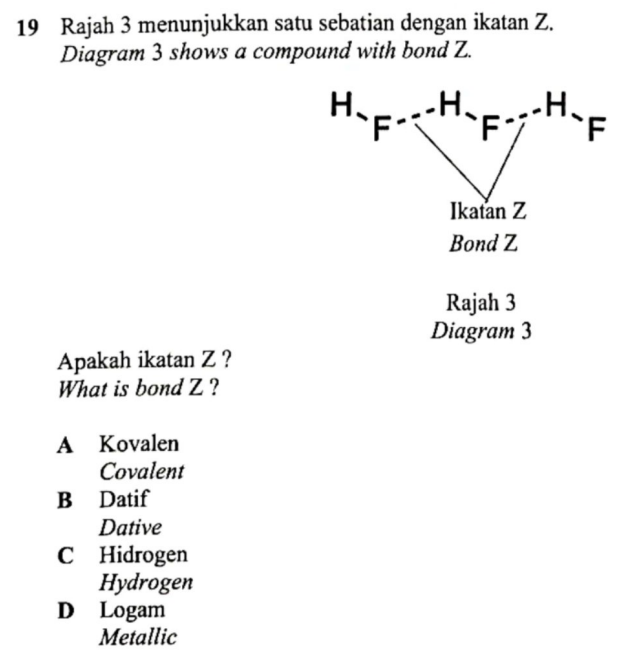 19 Rajah 3 menunjukkan satu sebatian dengan ikatan Z.
Diagram 3 shows a compound with bond Z.
H F H F H F
Ikatan Z
Bond Z
Rajah 3
Diagram 3
Apakah ikatan Z ?
What is bond Z ?
A Kovalen
Covalent
B Datif
Dative
C Hidrogen
Hydrogen
D Logam
Metallic